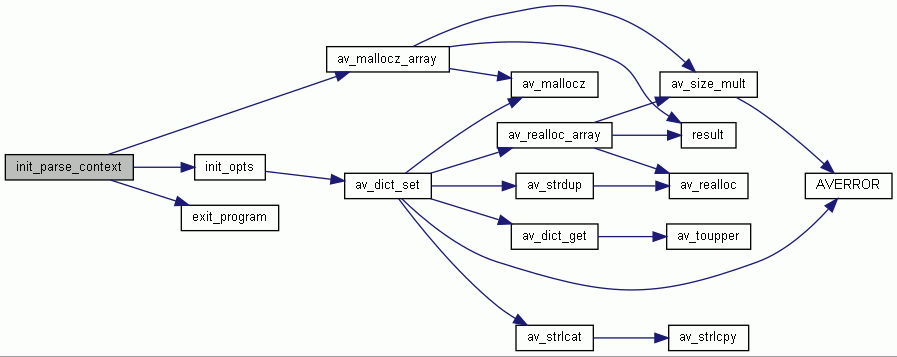 av_mallocz_array
av_mallocz
av_size_mult
av_realloc_array
result
init_parse_context
init_opts
av_dict_set
av_strdup
av_realloc
AVERROR
exit_program
av_dict_get
av_toupper
av_strlcat
av_strlcpy